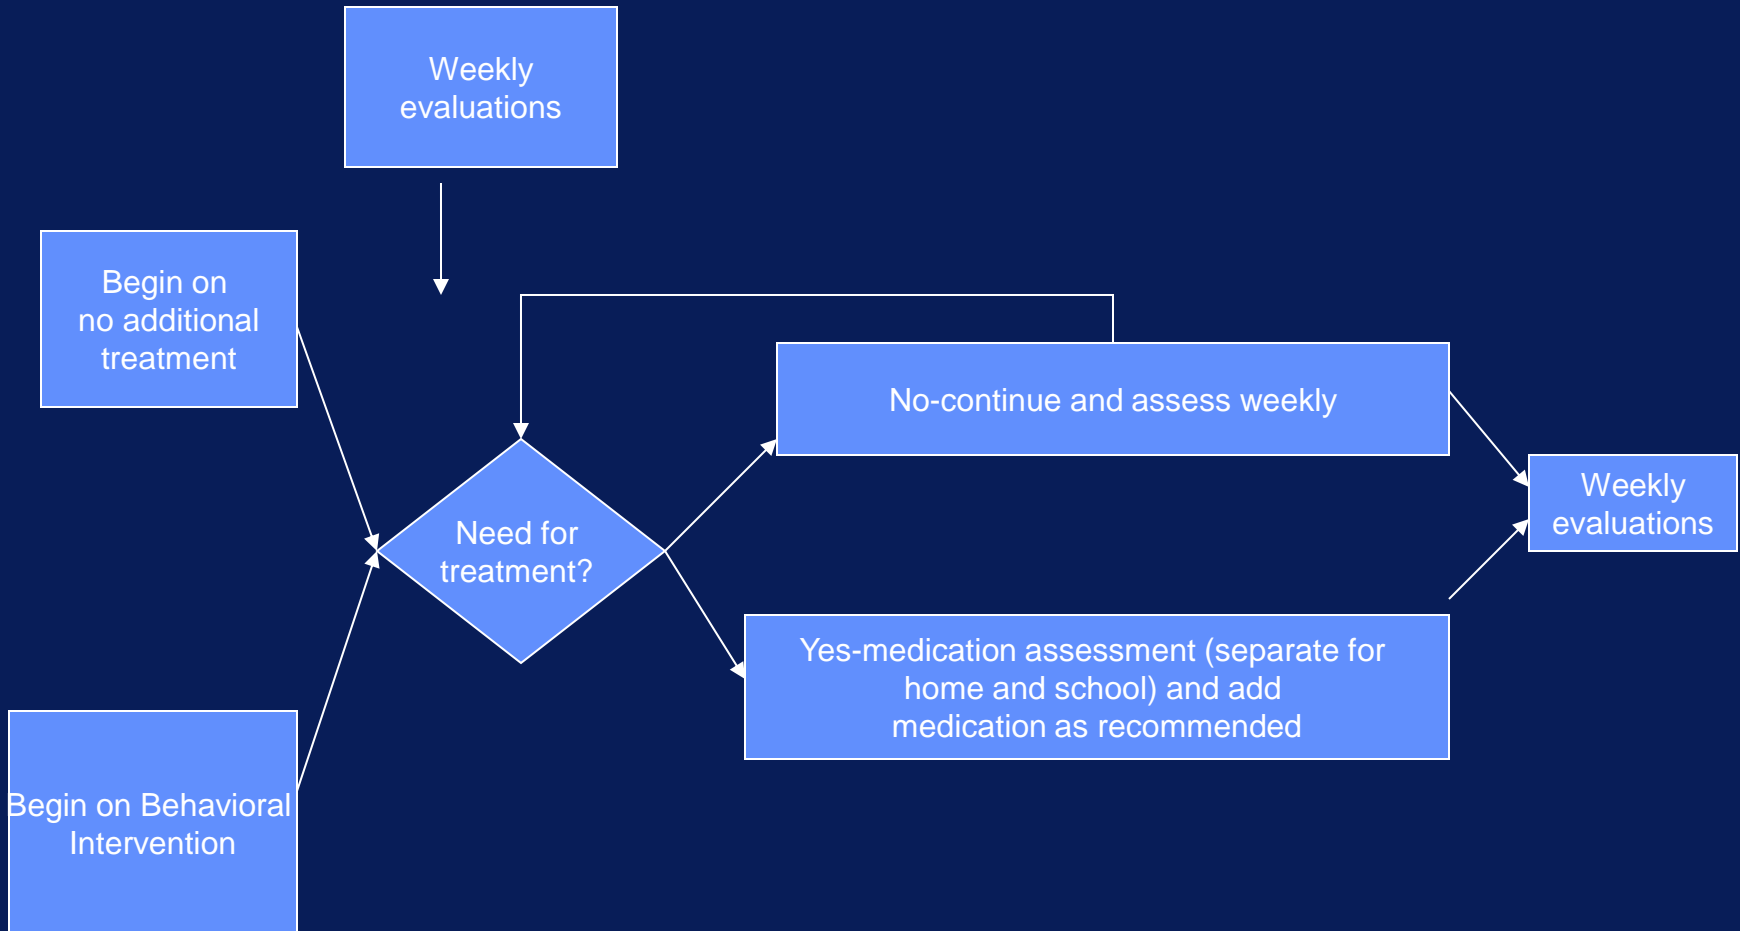 Weekly
evaluations
Begin on
no additional
treatment
No-continue and assess weekly
Weekly
evaluations
Need for
treatment?
Yes-medication assessment (separate for
home and school) and add
medication as recommended
Begin on Behavioral
Intervention